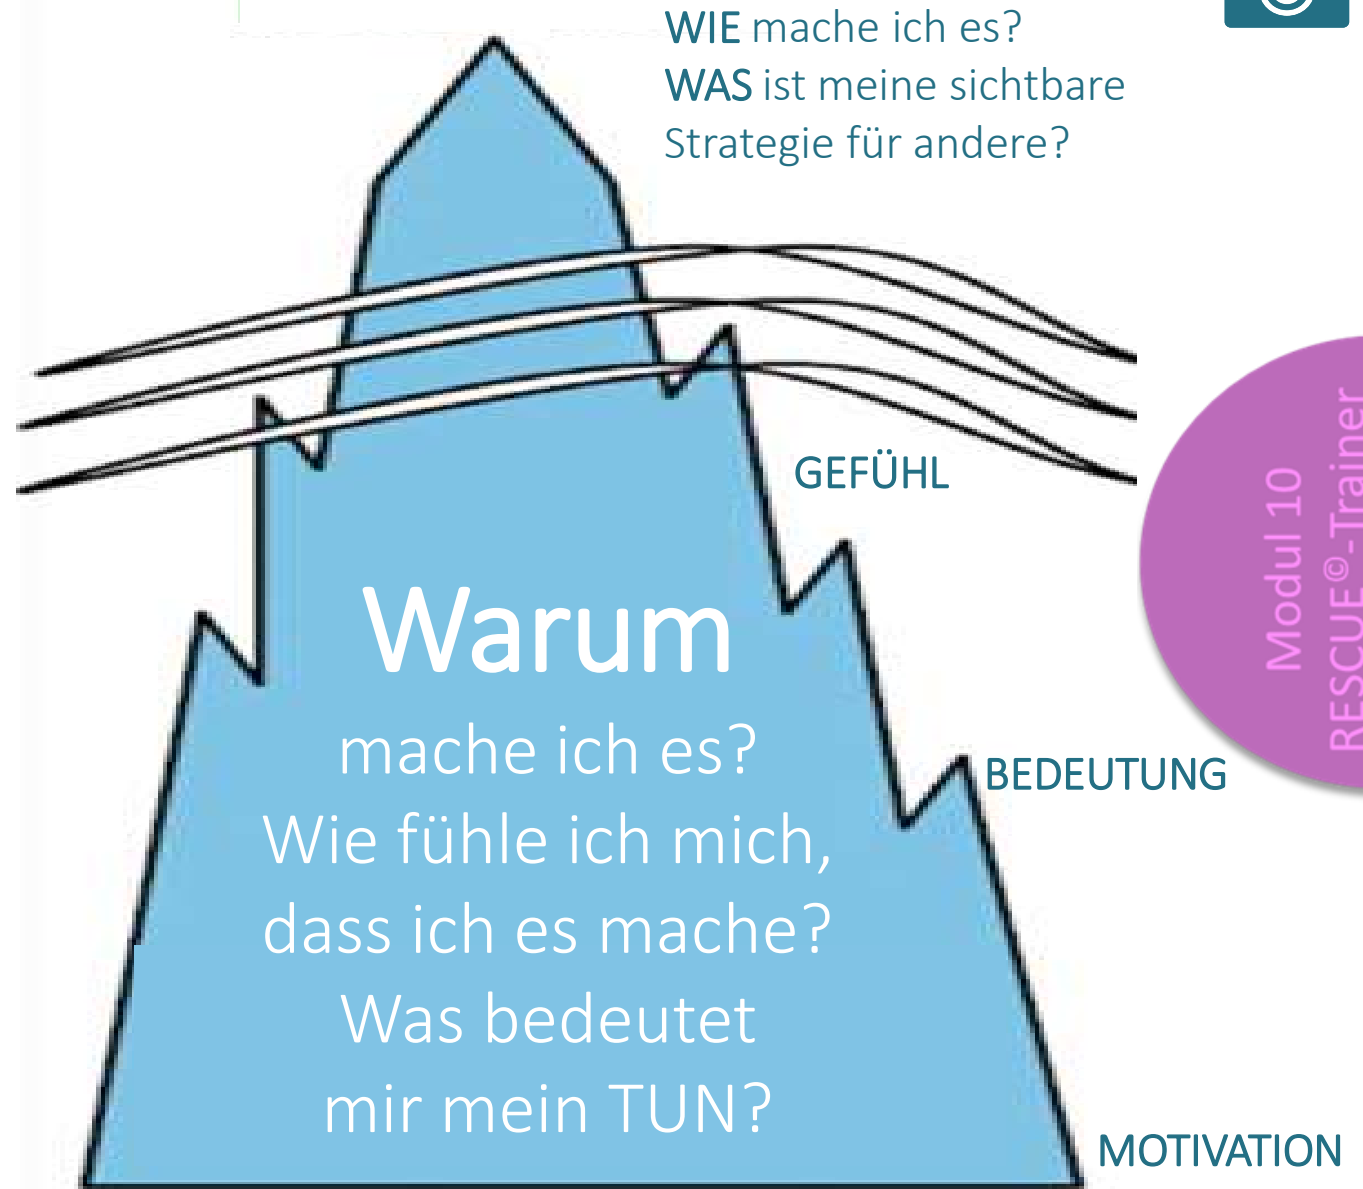 WIE mache ich es?
WAS ist meine sichtbare
Strategie für andere?
GEFÜHL
Warum
mache ich es?
Wie fühle ich mich,
dass ich es mache?
Was bedeutet
mir mein TUN?
BEDEUTUNG
MOTIVATION
Modul 10
RESCUE©-Trainer